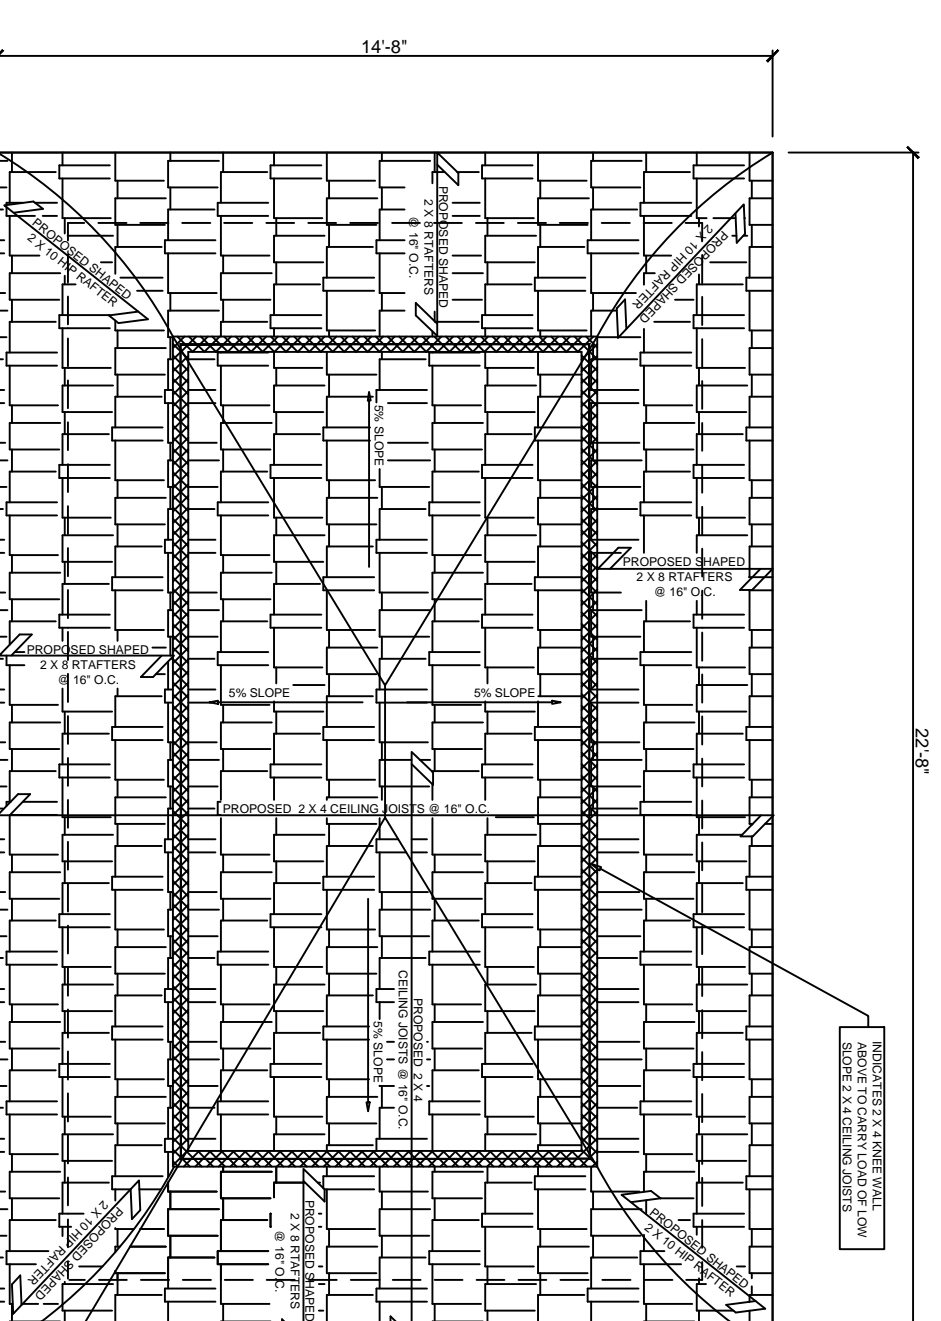 14'-8"
PROPOSED SHAPED
2 X 10 HIP RAFTER
PROPOSED SHAPED
2 X 8 RTAFTERS
@ 16" O.C.
PROPOSED SHAPED
2 X 10 HIP RAFTER
5% SLOPE
PROPOSED SHAPED
2 X 8 RTAFTERS
@ 16" O.C.
PROPOSED SHAPED
2 X 8 RTAFTERS
@ 16" O.C.
5% SLOPE
5% SLOPE
22'-8"
PROPOSED 2 X 4 CEILING JOISTS @ 16" O.C.
PROPOSED 2 X 4
CEILING JOISTS @ 16" O.C.
5% SLOPE
INDICATES 2 X 4 KNEE WALL
ABOVE TO CARRY LOAD OF LOW
SLOPE 2 X 4 CEILING JOISTS
PROPOSED SHAPED
2 X 10 HIP RAFTER
PROPOSED SHAPED
2 X 8 RTAFTERS
@ 16" O.C.
PROPOSED SHAPED
2 X 10 HIP RAFTER